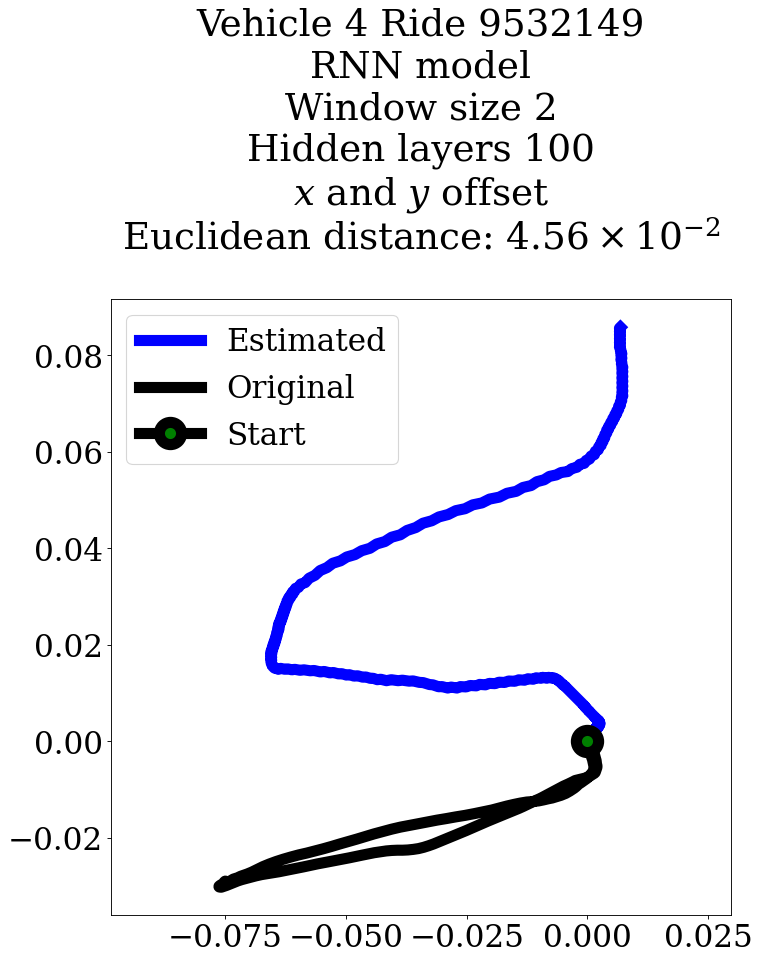 Vehicle 4 Ride 9532149
RNN model
Window size 2
Hidden layers 100
x and y offset
Euclidean distance: 4.56 × 10⁻²
Estimated
Original
Start
0.08
0.06
0.04
0.02
0.00
−0.02
−0.075 −0.050 −0.025 0.000 0.025